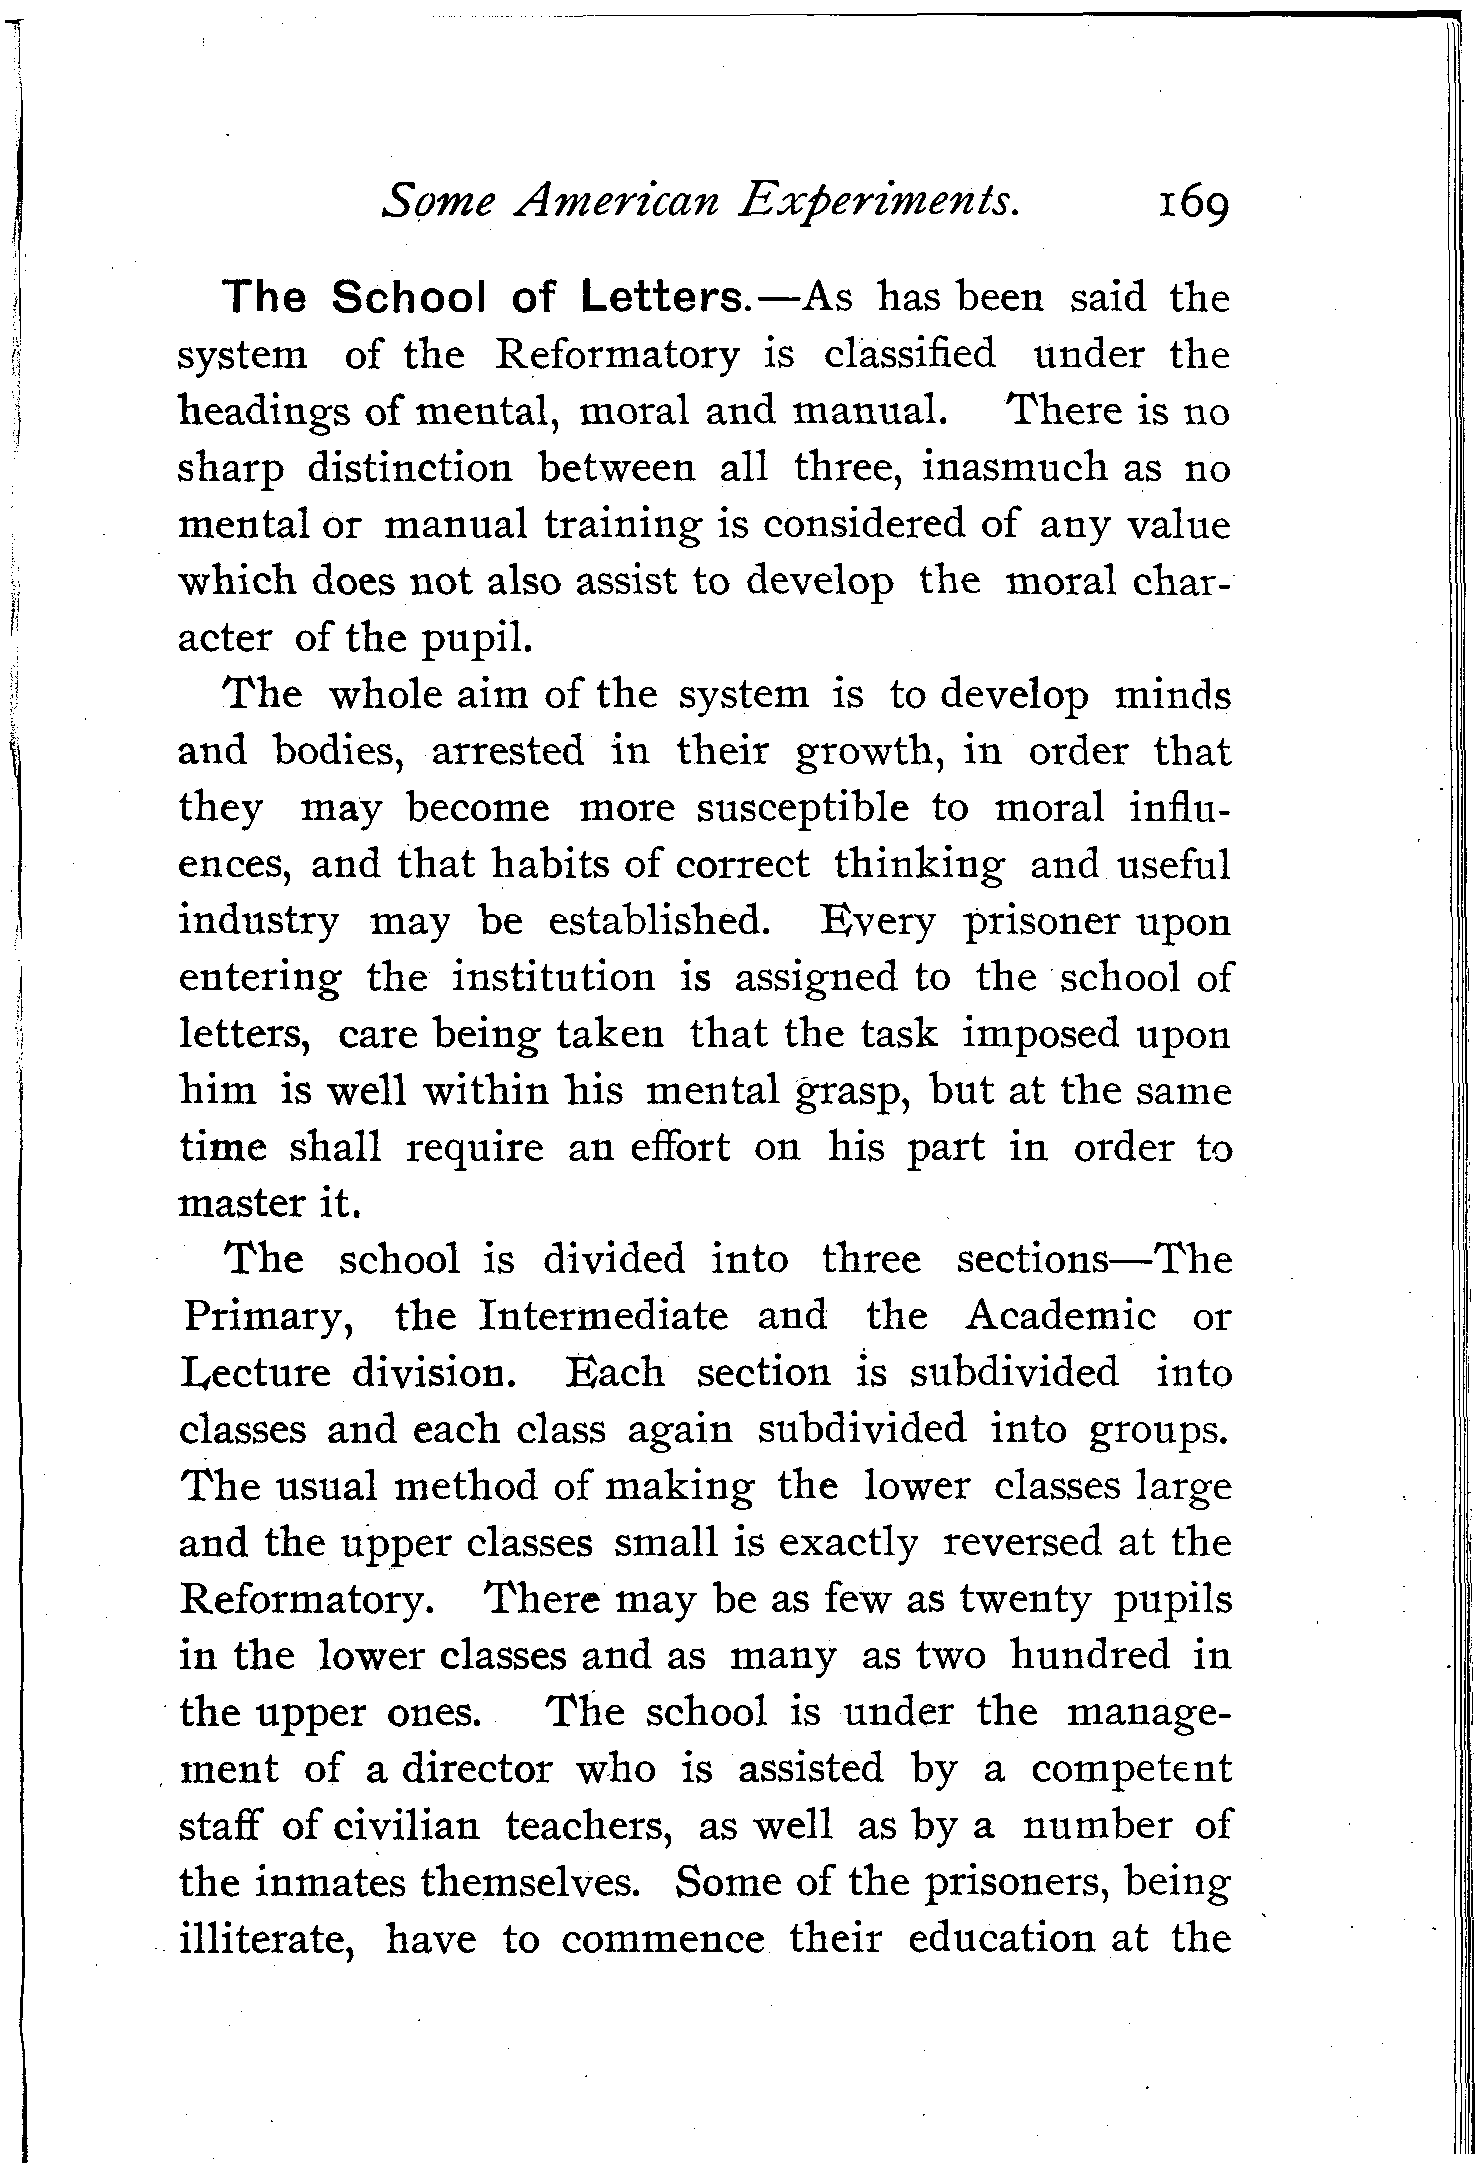 Some American Experiments. 169
The School of Letters.—As has been said the
system of the Reformatory is classified under the
headings of mental, moral and manual. There is no
sharp distinction between all three, inasmuch as no
mental or manual training is considered of any value
which does not also assist to develop the moral char-
acter of the pupil.
The whole aim of the system is to develop minds
and bodies, arrested in their growth, in order that
they may become more susceptible to moral influ-
ences, and that habits of correct thinking and useful
industry may be established. Every prisoner upon
entering the institution is assigned to the school of
letters, care being taken that the task imposed upon
him is well within his mental grasp, but at the same
time shall require an effort on his part in order to
master it.
The school is divided into three sections—The
Primary, the Intermediate and the Academic or
Lecture division. Each section is subdivided into
classes and each class again subdivided into groups.
The usual method of making the lower classes large
and the upper classes small is exactly reversed at the
Reformatory. There may be as few as twenty pupils
in the lower classes and as many as two hundred in
the upper ones. The school is under the manage-
ment of a director who is assisted by a competent
staff of civilian teachers, as well as by a number of
the inmates themselves. Some of the prisoners, being
illiterate, have to commence their education at the